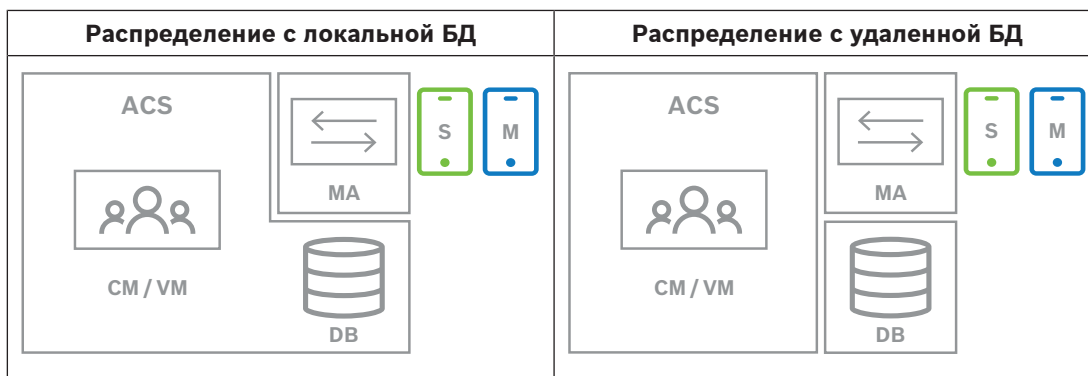 Распределение с локальной БД
Распределение с удаленной БД
ACS
S
M
MA
CM / VM
DB
ACS
S
M
MA
CM / VM
DB